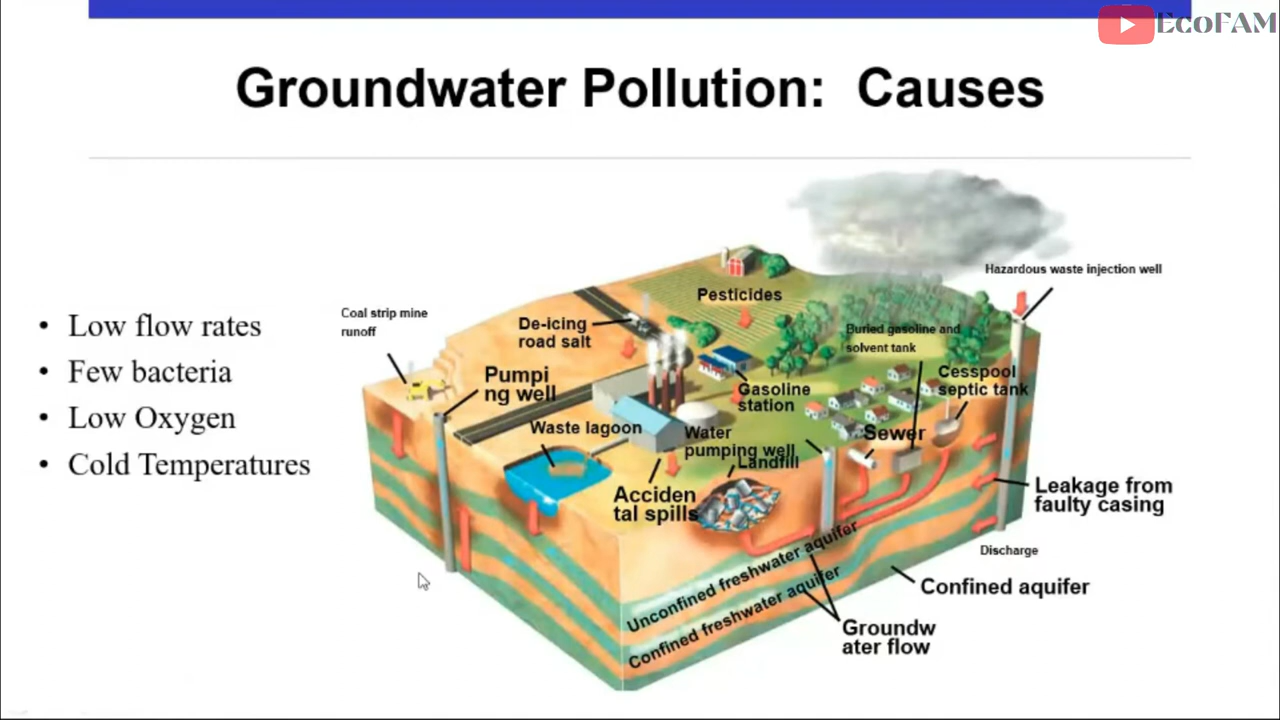 EcoFAM
Groundwater Pollution: Causes
• Low flow rates
• Few bacteria
• Low Oxygen
• Cold Temperatures
Hazardous waste injection well
Pesticides
Coal strip mine
runoff
De-icing
road salt
Buried gasoline and
solvent tank
Pumpi
ng well
Gasoline
station
Cesspool
septic tank
Waste lagoon
Water
pumping well
Sewer
Landfill
Acciden
tal spills
Leakage from
faulty casing
Discharge
Unconfined freshwater aquifer
Confined freshwater aquifer
Confined aquifer
Groundw
ater flow